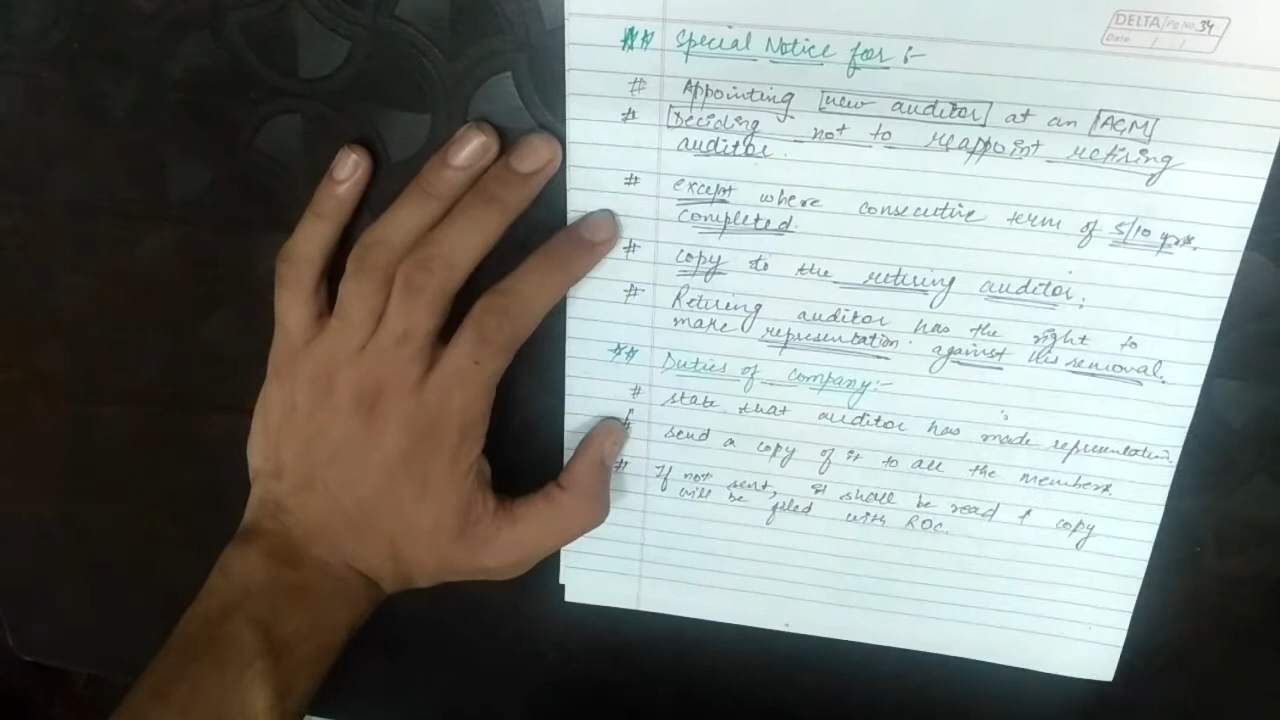 DELTA Pg No. 34
Date / /
** Special Notice for :-
# Appointing [new auditor] at an [AGM]
# Deciding not to reappoint retiring
auditor.
# except where consecutive term of 5/10 yrs.
completed.
# copy to the retiring auditor.
# Retiring auditor has the right to
make representation against his removal.
** Duties of company:-
# state that auditor has made representation.
# send a copy of it to all the members.
# If not sent, it shall be read & copy
will be filed with ROC.